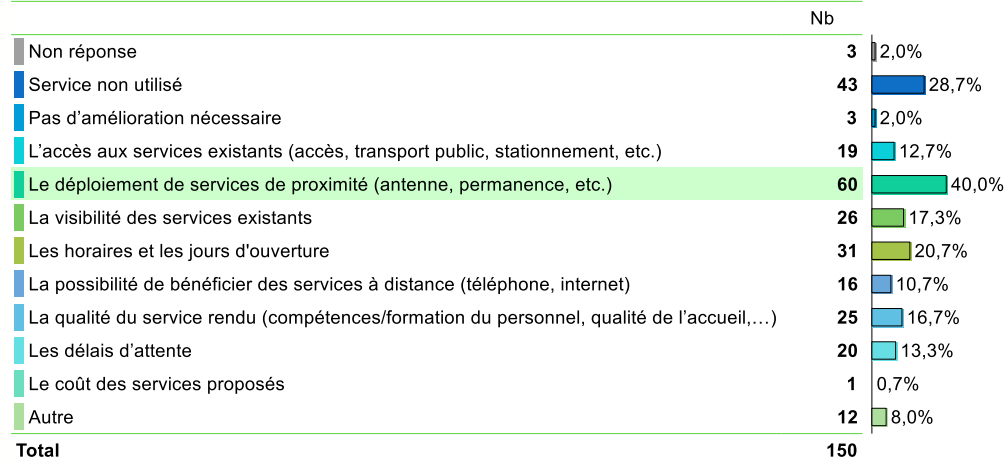 Nb
Non réponse 3 2,0%
Service non utilisé 43 28,7%
Pas d’amélioration nécessaire 3 2,0%
L’accès aux services existants (accès, transport public, stationnement, etc.) 19 12,7%
Le déploiement de services de proximité (antenne, permanence, etc.) 60 40,0%
La visibilité des services existants 26 17,3%
Les horaires et les jours d'ouverture 31 20,7%
La possibilité de bénéficier des services à distance (téléphone, internet) 16 10,7%
La qualité du service rendu (compétences/formation du personnel, qualité de l’accueil,…) 25 16,7%
Les délais d’attente 20 13,3%
Le coût des services proposés 1 0,7%
Autre 12 8,0%
Total 150